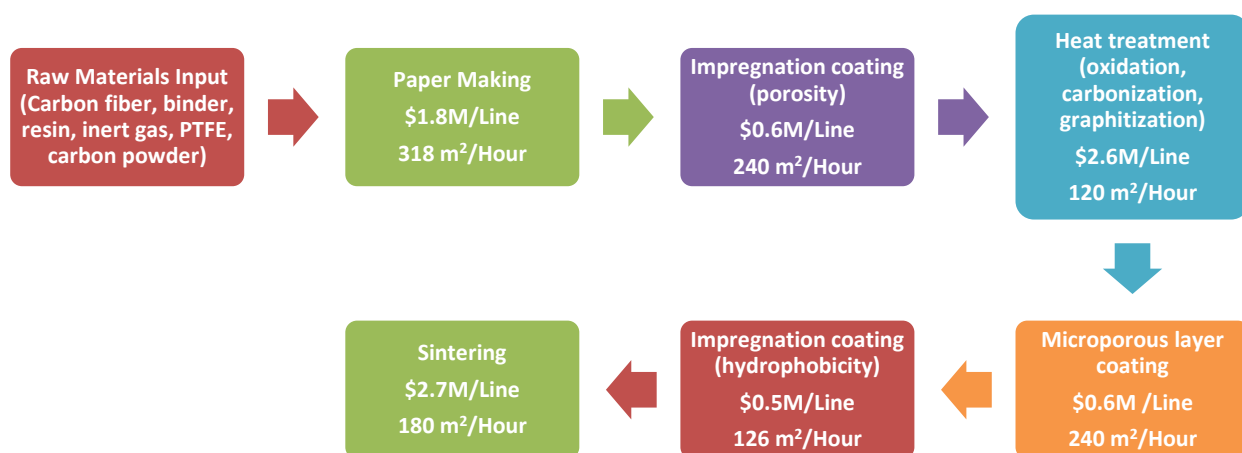 Raw Materials Input
(Carbon fiber, binder,
resin, inert gas, PTFE,
carbon powder)
Paper Making
$1.8M/Line
318 m²/Hour
Impregnation coating
(porosity)
$0.6M/Line
240 m²/Hour
Heat treatment
(oxidation,
carbonization,
graphitization)
$2.6M/Line
120 m²/Hour
Microporous layer
coating
$0.6M /Line
240 m²/Hour
Impregnation coating
(hydrophobicity)
$0.5M/Line
126 m²/Hour
Sintering
$2.7M/Line
180 m²/Hour